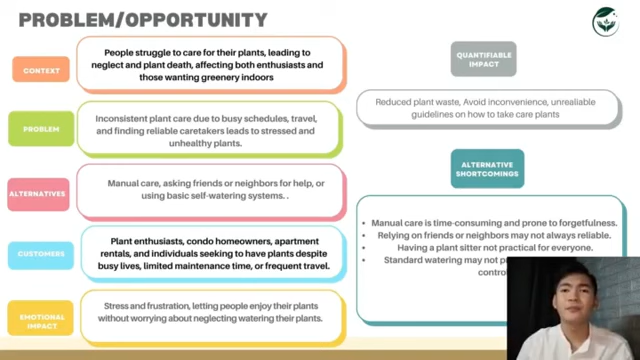 PROBLEM/OPPORTUNITY
CONTEXT
People struggle to care for their plants, leading to
neglect and plant death, affecting both enthusiasts and
those wanting greenery indoors
PROBLEM
Inconsistent plant care due to busy schedules, travel,
and finding reliable caretakers leads to stressed and
unhealthy plants.
ALTERNATIVES
Manual care, asking friends or neighbors for help, or
using basic self-watering systems. .
CUSTOMERS
Plant enthusiasts, condo homeowners, apartment
rentals, and individuals seeking to have plants despite
busy lives, limited maintenance time, or frequent travel.
EMOTIONAL
IMPACT
Stress and frustration, letting people enjoy their plants
without worrying about neglecting watering their plants.
QUANTIFIABLE
IMPACT
Reduced plant waste, Avoid inconvenience, unrealiable
guidelines on how to take care plants
ALTERNATIVE
SHORTCOMINGS
• Manual care is time-consuming and prone to forgetfulness.
• Relying on friends or neighbors may not always reliable.
• Having a plant sitter not practical for everyone.
• Standard watering may not